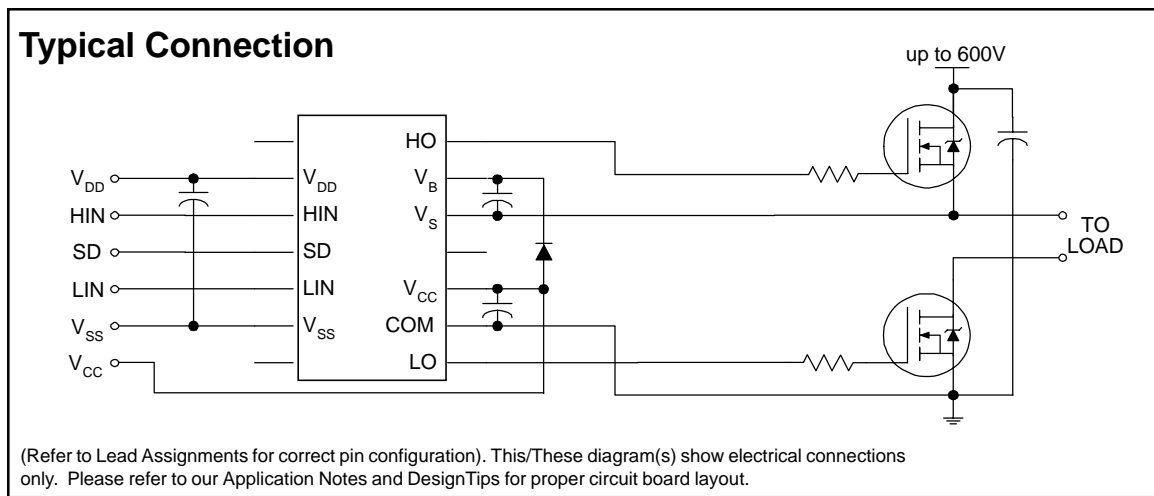 Typical Connection
up to 600V
HO
V_DD
V_DD
V_B
HIN
HIN
V_S
TO
SD
SD
LOAD
LIN
LIN
V_CC
V_SS
V_SS
COM
V_CC
LO
(Refer to Lead Assignments for correct pin configuration). This/These diagram(s) show electrical connections
only. Please refer to our Application Notes and DesignTips for proper circuit board layout.